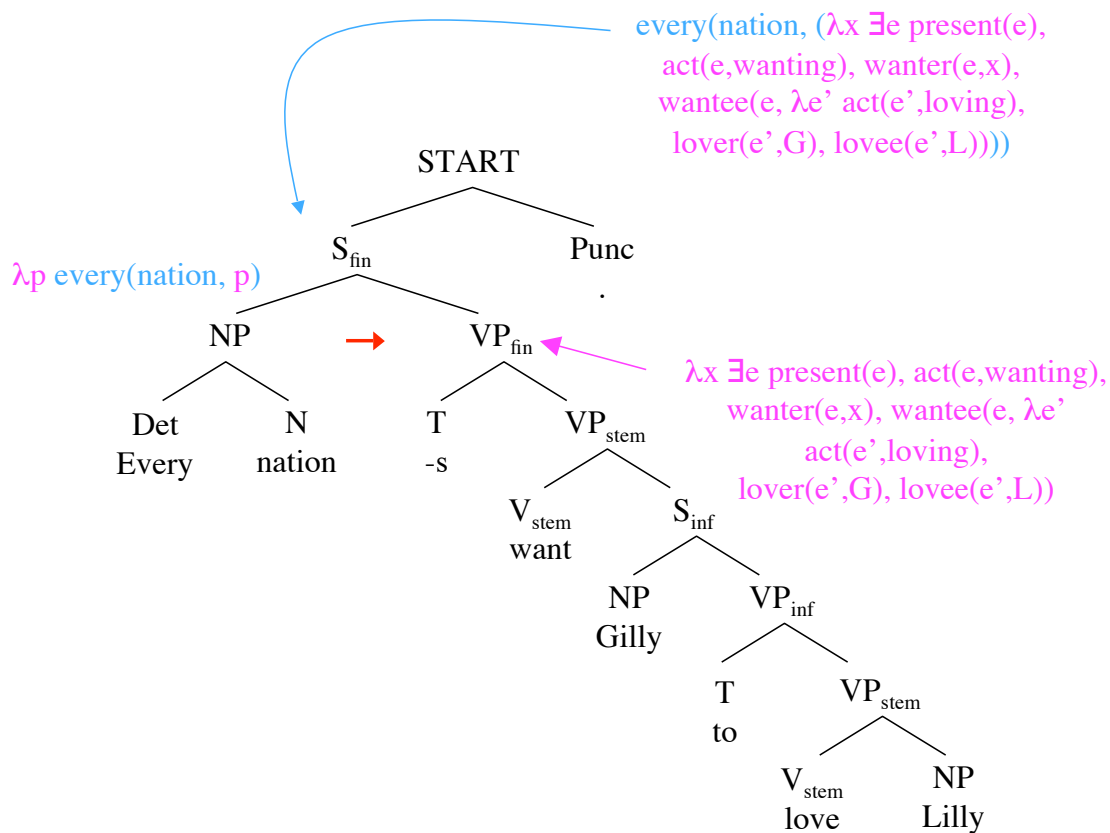 every(nation, (λx ∃e present(e),
act(e,wanting), wanter(e,x),
wantee(e, λe’ act(e’,loving),
lover(e’,G), lovee(e’,L))))
START
S_fin Punc
λp every(nation, p)
.
NP VP_fin
λx ∃e present(e), act(e,wanting),
wanter(e,x), wantee(e, λe’
act(e’,loving),
lover(e’,G), lovee(e’,L))
Det N T VP_stem
Every nation -s
V_stem S_inf
want
NP VP_inf
Gilly
T VP_stem
to
V_stem NP
love Lilly